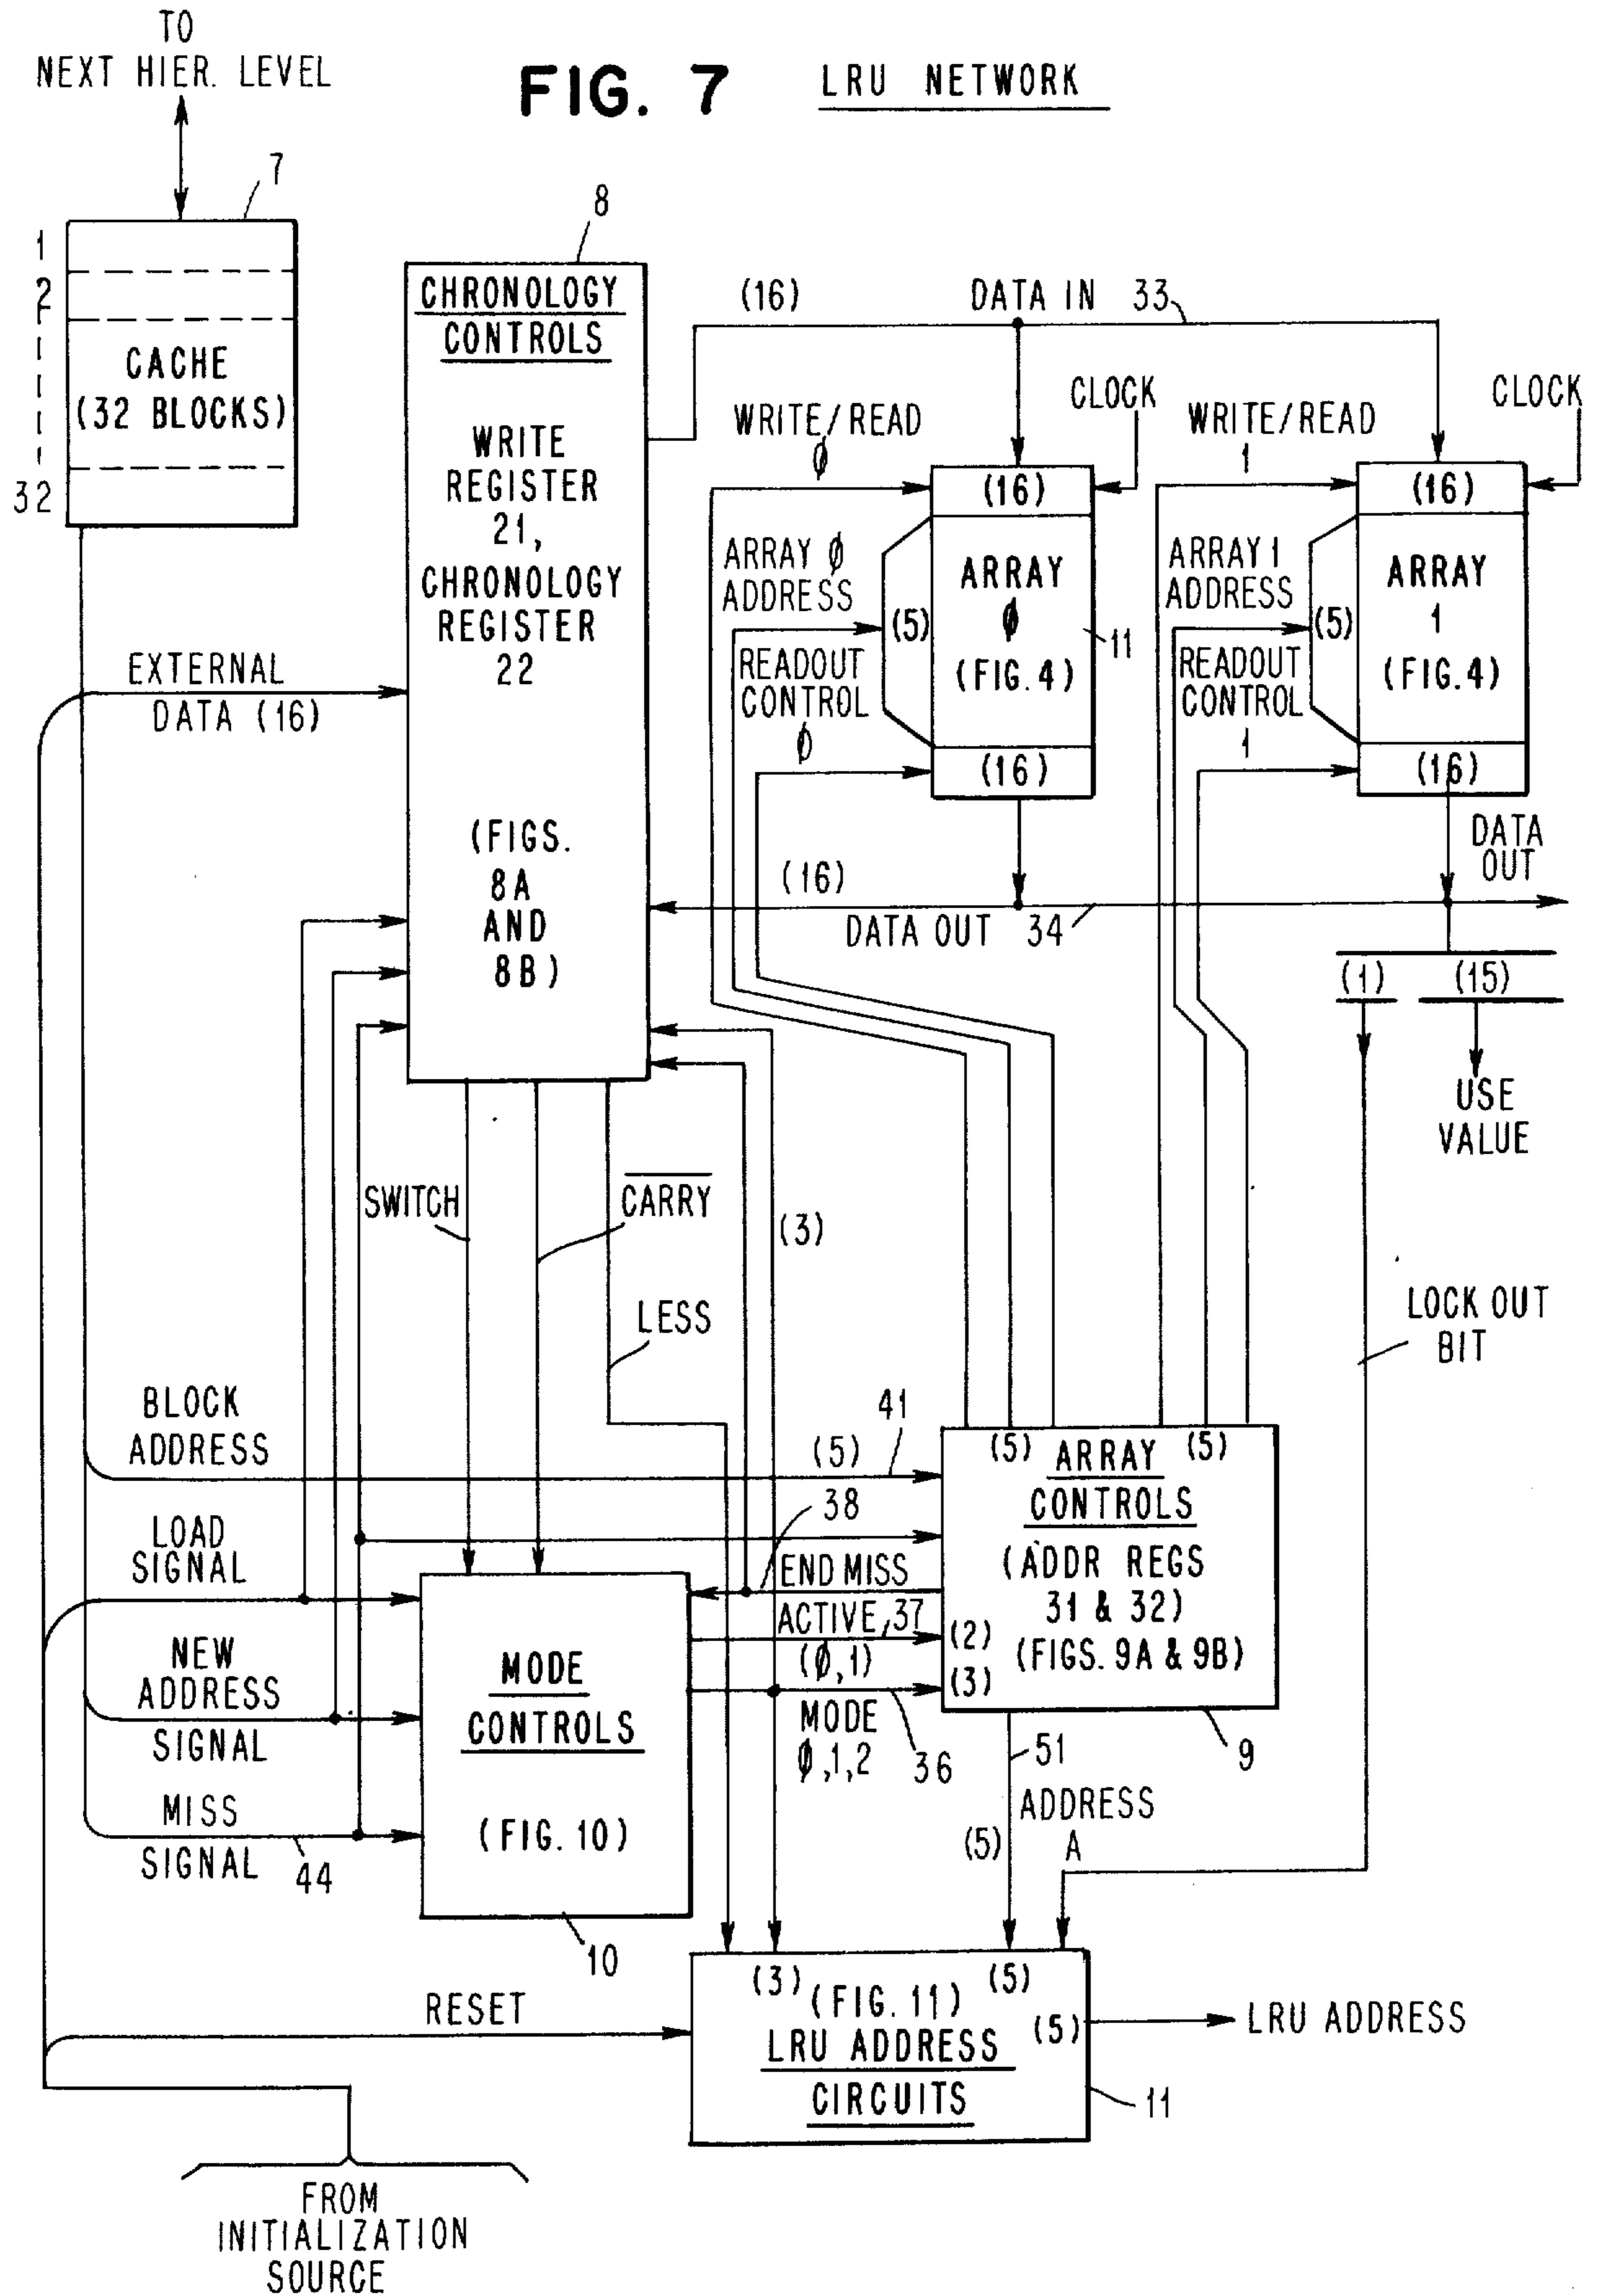 TO
NEXT HIER. LEVEL
FIG. 7 LRU NETWORK
7
1
2
32
CACHE
(32 BLOCKS)
8
CHRONOLOGY
CONTROLS
WRITE
REGISTER
21,
CHRONOLOGY
REGISTER
22
(FIGS.
8A
AND
8B)
(16) DATA IN 33
CLOCK
WRITE/READ
ϕ
(16)
ARRAY ϕ
ADDRESS
(5)
READOUT
CONTROL
ϕ
ARRAY
ϕ
(FIG. 4)
11
(16)
CLOCK
WRITE/READ
1
(16)
ARRAY 1
ADDRESS
(5)
READOUT
CONTROL
1
ARRAY
1
(FIG. 4)
(16)
DATA
OUT
(16)
DATA OUT 34
(1) (15)
USE
VALUE
LOCK OUT
BIT
EXTERNAL
DATA (16)
SWITCH
CARRY
(3)
LESS
BLOCK
ADDRESS
(5) 41
38
LOAD
SIGNAL
END MISS
ACTIVE, 37
(ϕ,1)
NEW
ADDRESS
SIGNAL
MODE
ϕ,1,2 36
MISS
SIGNAL 44
MODE
CONTROLS
(FIG. 10)
10
(5) (5)
ARRAY
CONTROLS
(ADDR REGS
31 & 32)
(2) (FIGS. 9A & 9B)
(3)
9
51
ADDRESS
A
(5)
RESET
(3) (5)
(FIG. 11)
(5)
LRU ADDRESS
CIRCUITS
11
LRU ADDRESS
FROM
INITIALIZATION
SOURCE